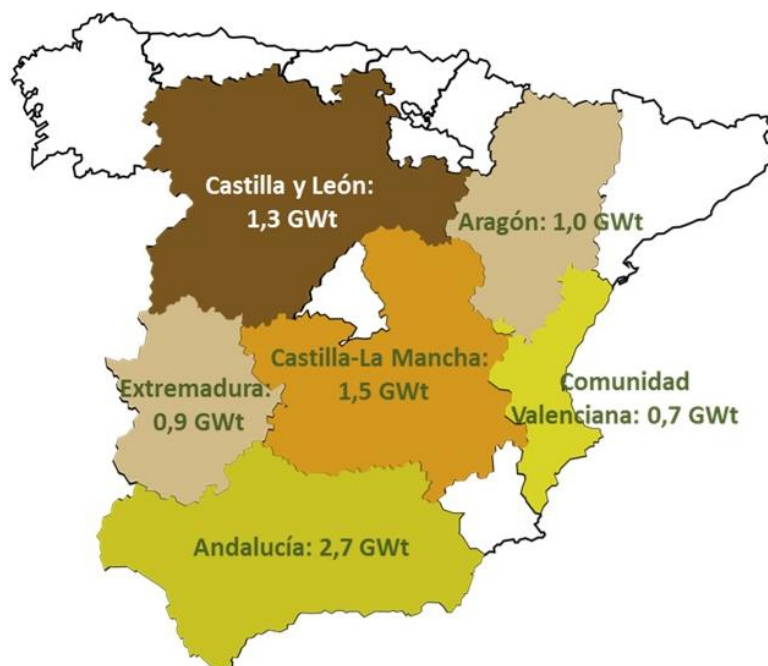 Castilla y León:
1,3 GWt
Aragón: 1,0 GWt
Castilla-La Mancha:
1,5 GWt
Extremadura:
0,9 GWt
Comunidad
Valenciana: 0,7 GWt
Andalucía: 2,7 GWt